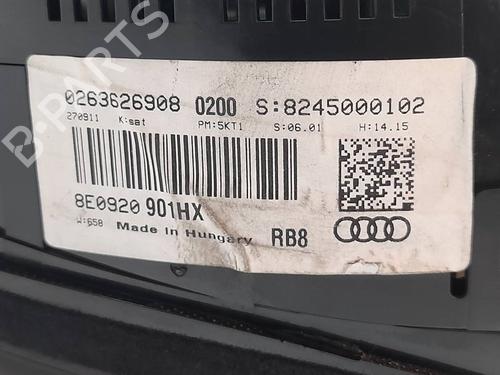 0263626908 0200 S:8245000102
270911 K:sat PM:5KT1 S:06.01 H:14.15
8E0920 901HX
W:658 Made in Hungary RB8
B-PARTS